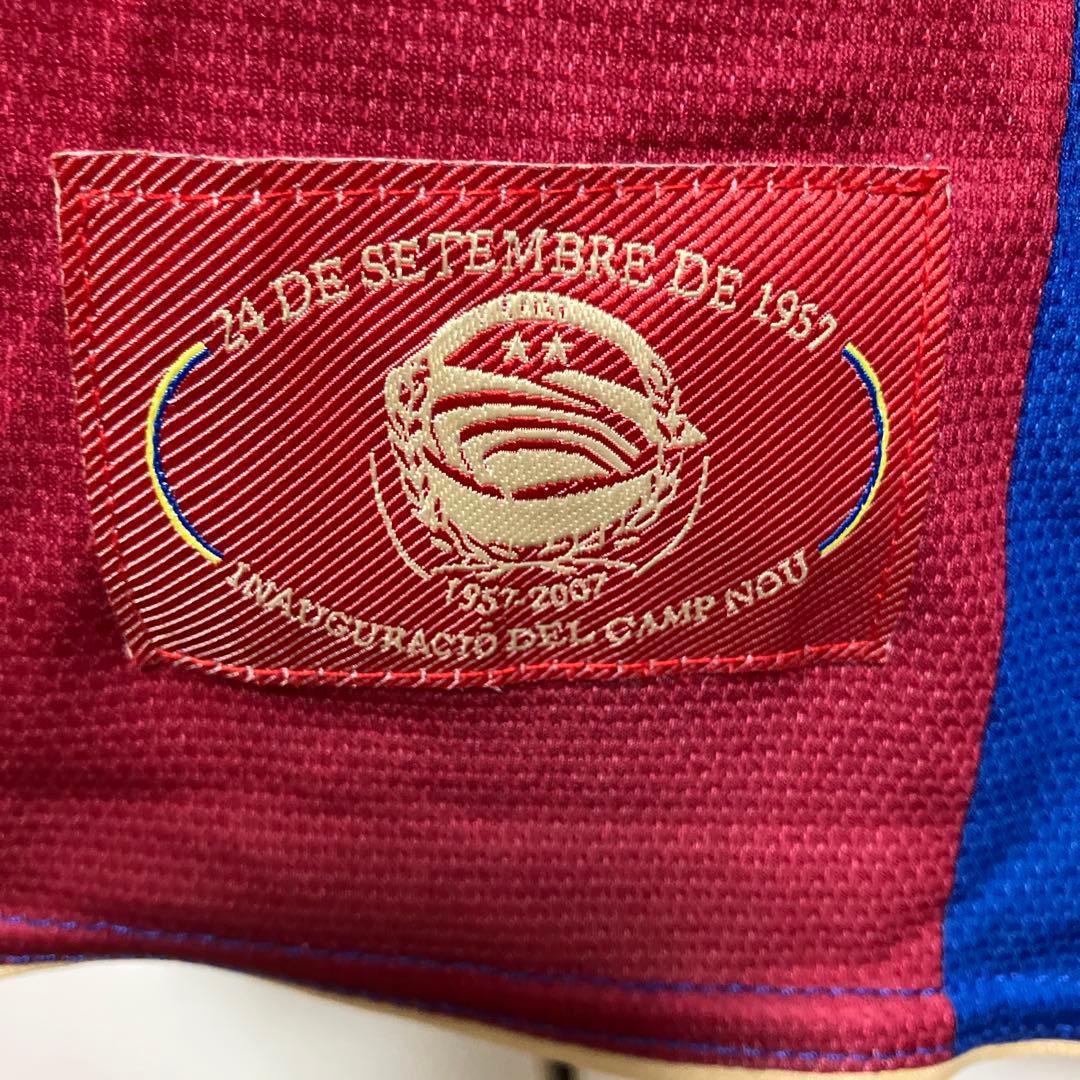 24 DE SETEMBRE DE 1957
1957-2007
INAUGURACIÓ DEL CAMP NOU